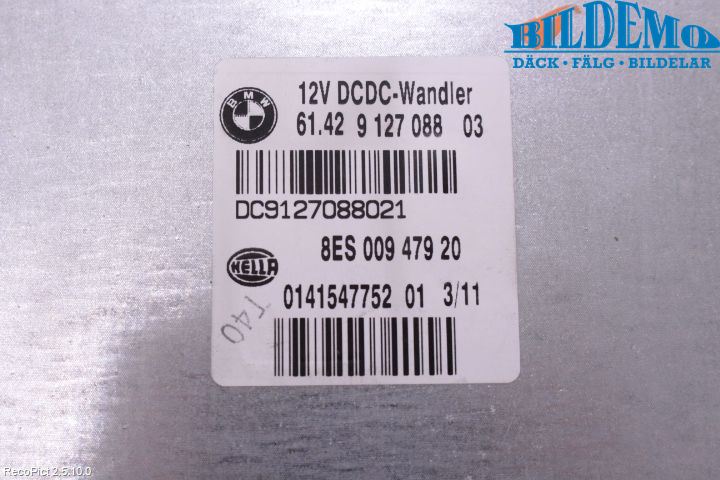 BILDEMO
DÄCK • FÄLG • BILDELAR
BMW
12V DCDC-Wandler
61.42 9 127 088 03
DC9127088021
8ES 009 479 20
HELLA
0141547752 01 3/11
T40
RecoPict 2,5,10,0